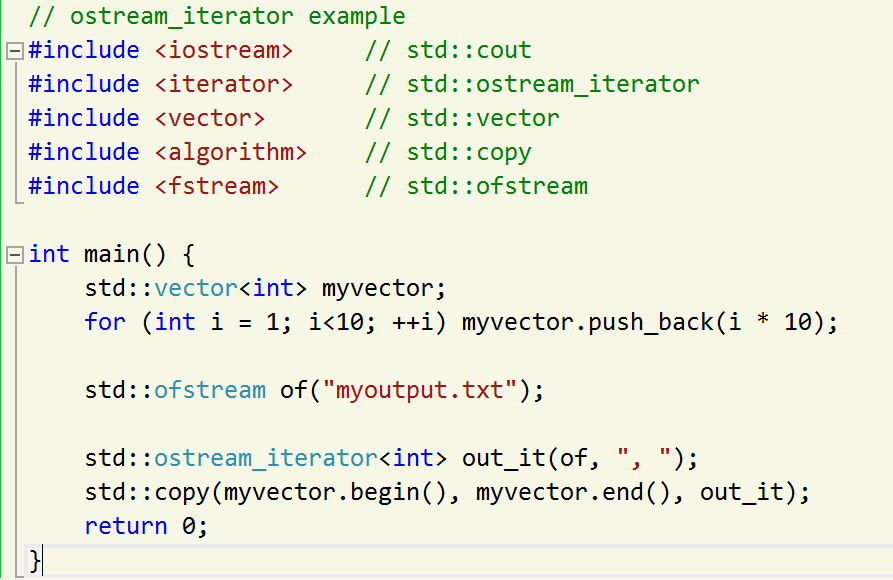 // ostream_iterator example
#include <iostream>     // std::cout
#include <iterator>     // std::ostream_iterator
#include <vector>       // std::vector
#include <algorithm>    // std::copy
#include <fstream>      // std::ofstream

int main() {
    std::vector<int> myvector;
    for (int i = 1; i<10; ++i) myvector.push_back(i * 10);

    std::ofstream of("myoutput.txt");

    std::ostream_iterator<int> out_it(of, ", ");
    std::copy(myvector.begin(), myvector.end(), out_it);
    return 0;
}